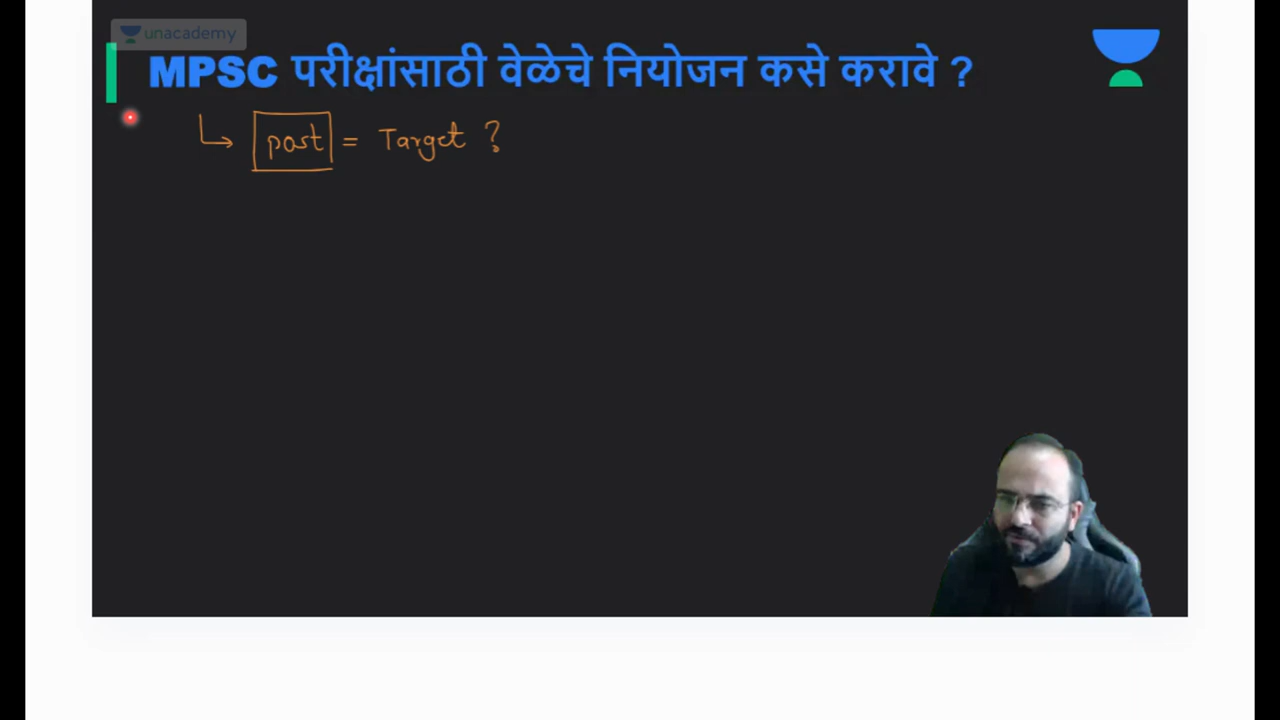 unacademy
MPSC परीक्षांसाठी वेळेचे नियोजन कसे करावे ?
post = Target ?